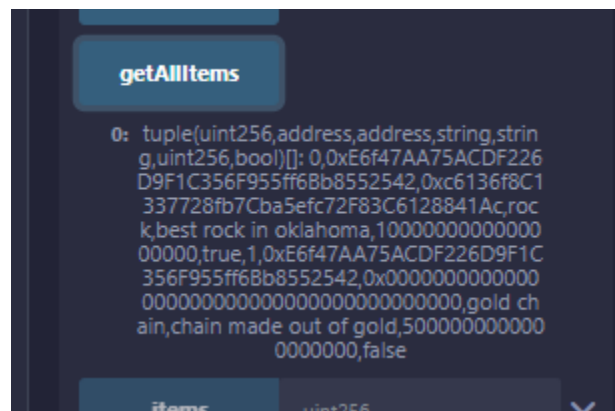 getAllItems
0: tuple(uint256,address,address,string,strin
g,uint256,bool)[]: 0,0xE6f47AA75ACDF226
D9F1C356F955ff6Bb8552542,0xc6136f8C1
337728fb7Cba5efc72F83C6128841Ac,roc
k,best rock in oklahoma,10000000000000
00000,true,1,0xE6f47AA75ACDF226D9F1C
356F955ff6Bb8552542,0x0000000000000
000000000000000000000000000,gold ch
ain,chain made out of gold,500000000000
0000000,false
items uint256